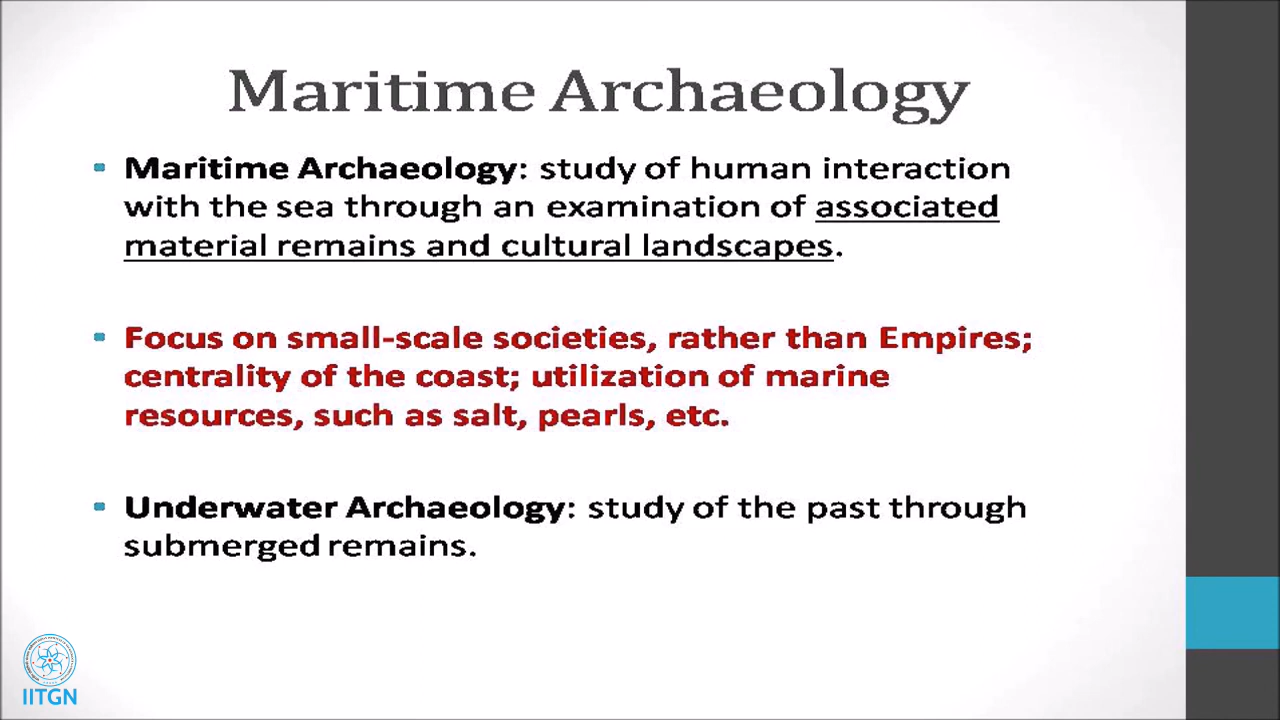 Maritime Archaeology
▪ Maritime Archaeology: study of human interaction
with the sea through an examination of associated
material remains and cultural landscapes.
▪ Focus on small-scale societies, rather than Empires;
centrality of the coast; utilization of marine
resources, such as salt, pearls, etc.
▪ Underwater Archaeology: study of the past through
submerged remains.
IITGN